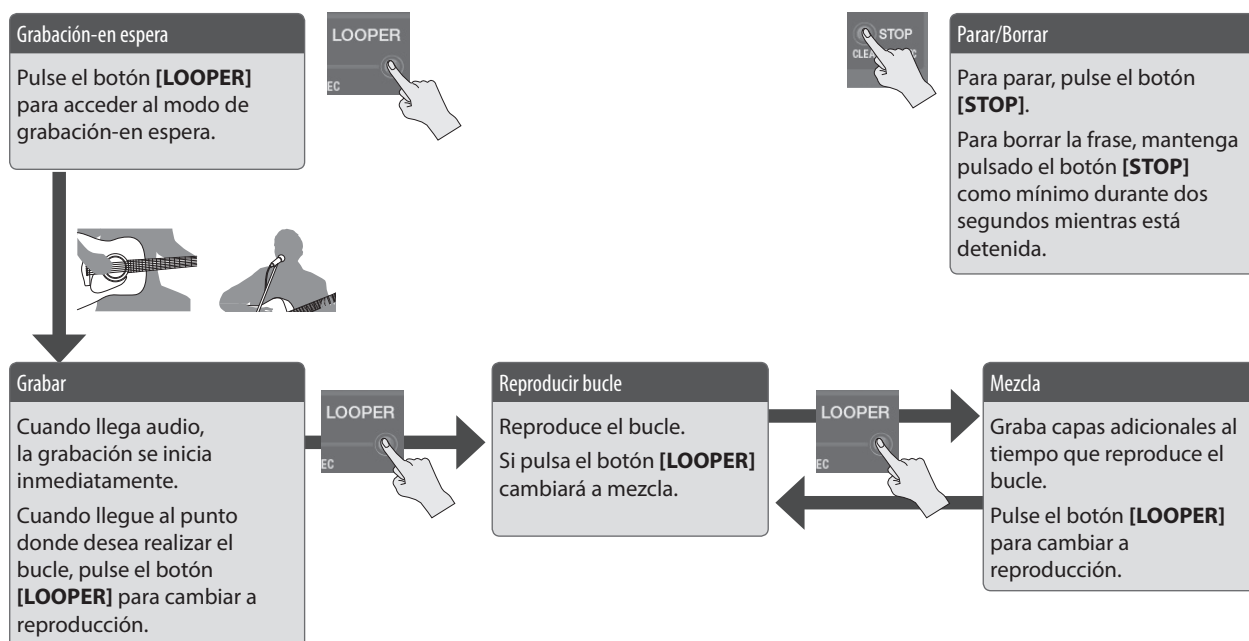 Grabación-en espera
Pulse el botón [LOOPER]
para acceder al modo de
grabación-en espera.
LOOPER
EC
STOP
CLEA
C
Parar/Borrar
Para parar, pulse el botón
[STOP].
Para borrar la frase, mantenga
pulsado el botón [STOP]
como mínimo durante dos
segundos mientras está
detenida.
Grabar
Cuando llega audio,
la grabación se inicia
inmediatamente.
Cuando llegue al punto
donde desea realizar el
bucle, pulse el botón
[LOOPER] para cambiar a
reproducción.
LOOPER
EC
Reproducir bucle
Reproduce el bucle.
Si pulsa el botón [LOOPER]
cambiará a mezcla.
LOOPER
EC
Mezcla
Graba capas adicionales al
tiempo que reproduce el
bucle.
Pulse el botón [LOOPER]
para cambiar a
reproducción.